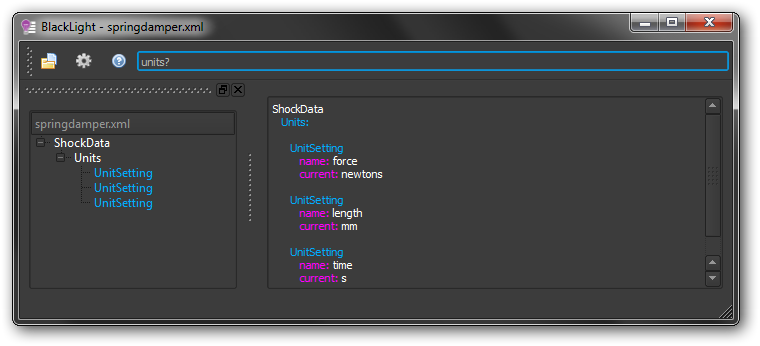 BlackLight - springdamper.xml
units?
springdamper.xml
ShockData
Units
UnitSetting
UnitSetting
UnitSetting
ShockData
Units:
UnitSetting
name: force
current: newtons
UnitSetting
name: length
current: mm
UnitSetting
name: time
current: s